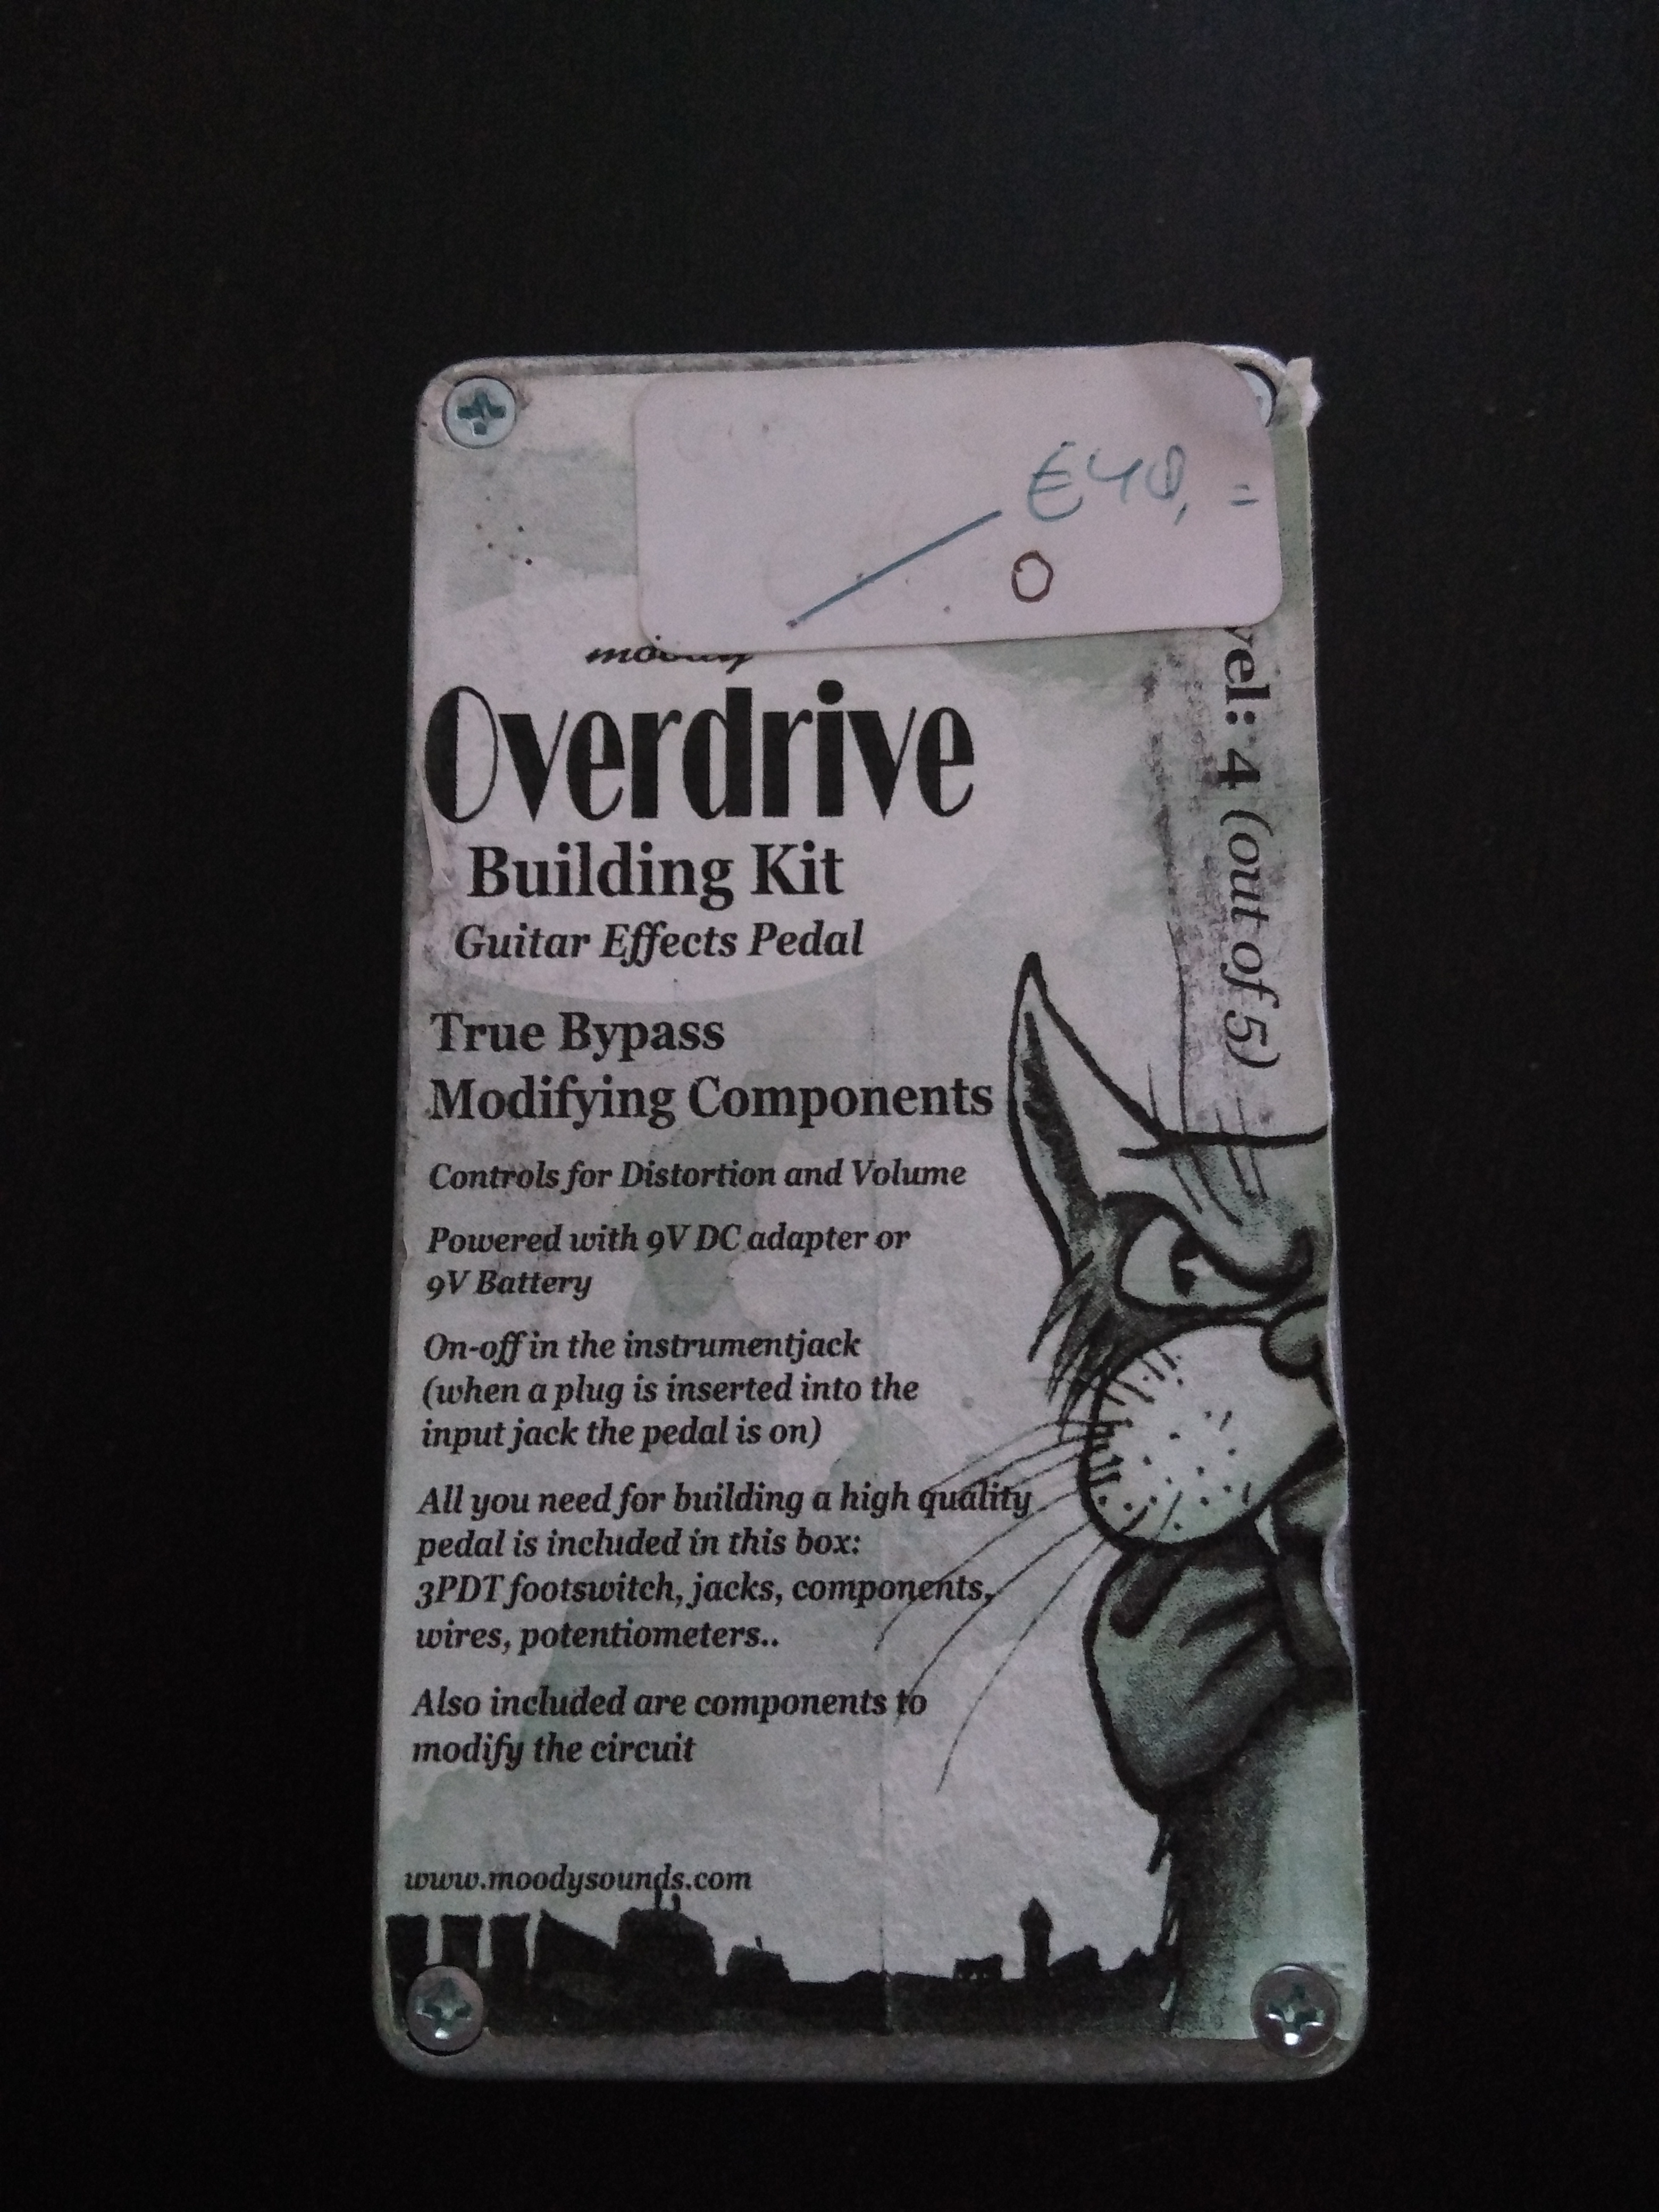 €40,=
O
moody
Overdrive
Building Kit
Guitar Effects Pedal
True Bypass
Modifying Components
Controls for Distortion and Volume
Powered with 9V DC adapter or
9V Battery
On-off in the instrumentjack
(when a plug is inserted into the
input jack the pedal is on)
All you need for building a high quality
pedal is included in this box:
3PDT footswitch, jacks, components,
wires, potentiometers..
Also included are components to
modify the circuit
www.moodysounds.com
vel: 4 (out of 5)